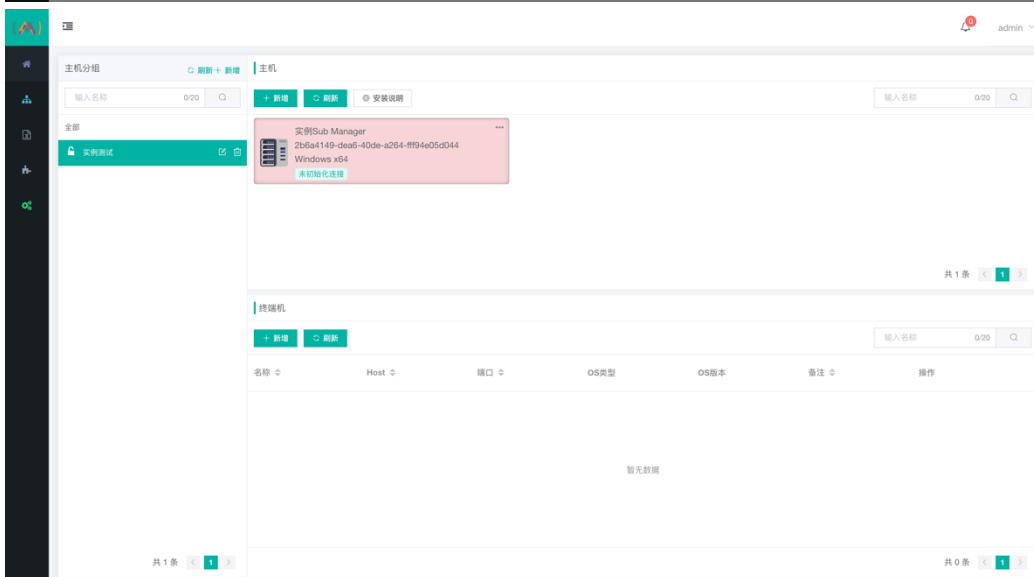 (A)
0
admin
主机分组
刷新 + 新增
主机
输入名称 0/20
+ 新增 刷新 安装说明
输入名称 0/20
全部
实例测试
实例Sub Manager
2b6a4149-dea6-40de-a264-fff94e05d044
Windows x64
未初始化连接
共 1 条 < 1 >
终端机
+ 新增 刷新
输入名称 0/20
名称 Host 端口 OS类型 OS版本 备注 操作
暂无数据
共 1 条 < 1 >
共 0 条 < 1 >